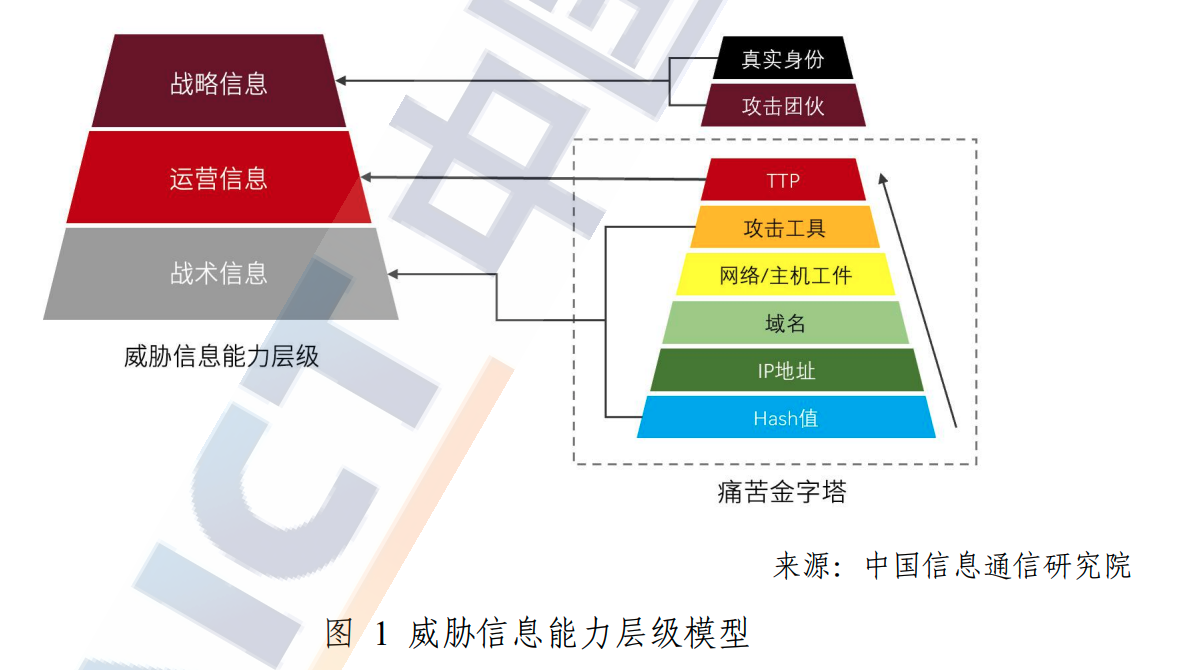 战略信息
运营信息
战术信息
威胁信息能力层级
真实身份
攻击团伙
TTP
攻击工具
网络/主机工件
域名
IP地址
Hash值
痛苦金字塔
来源：中国信息通信研究院
图 1 威胁信息能力层级模型
ICT 中国